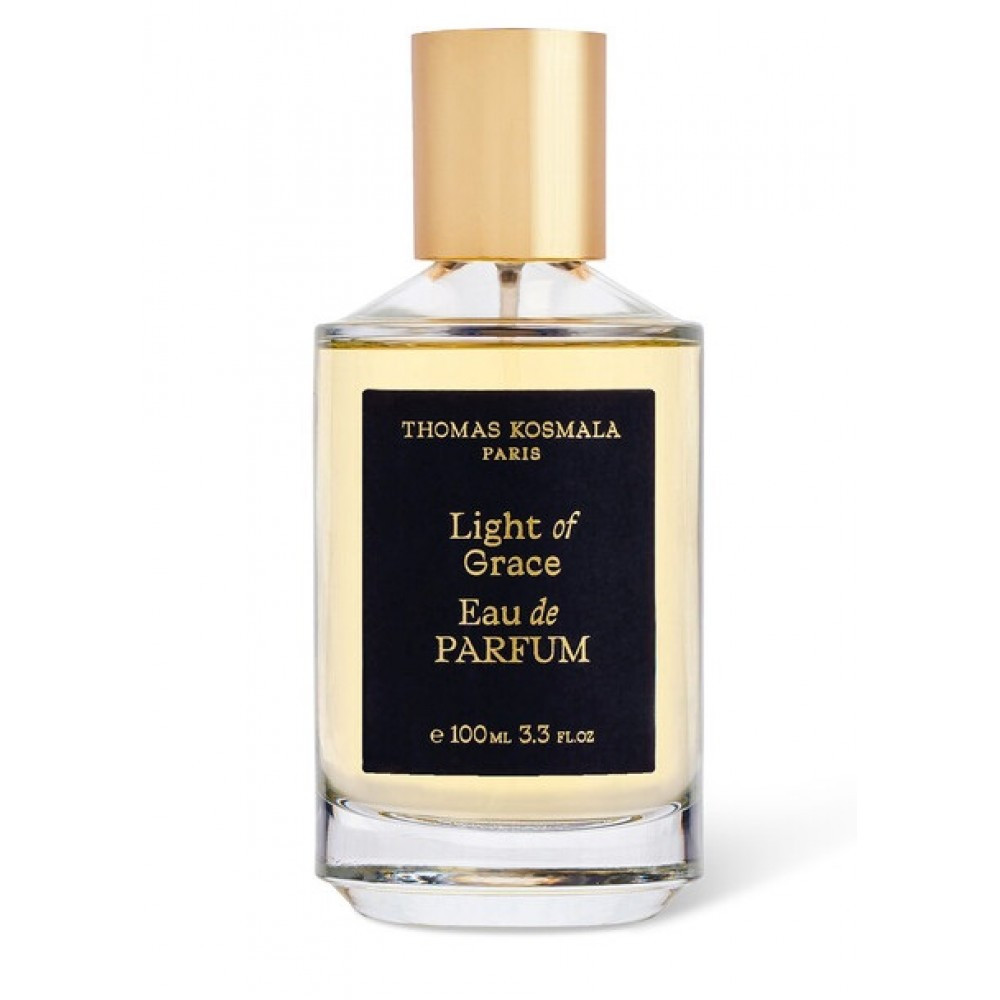 THOMAS KOSMALA
PARIS
Light of
Grace
Eau de
PARFUM
e 100ML 3.3 FL.OZ